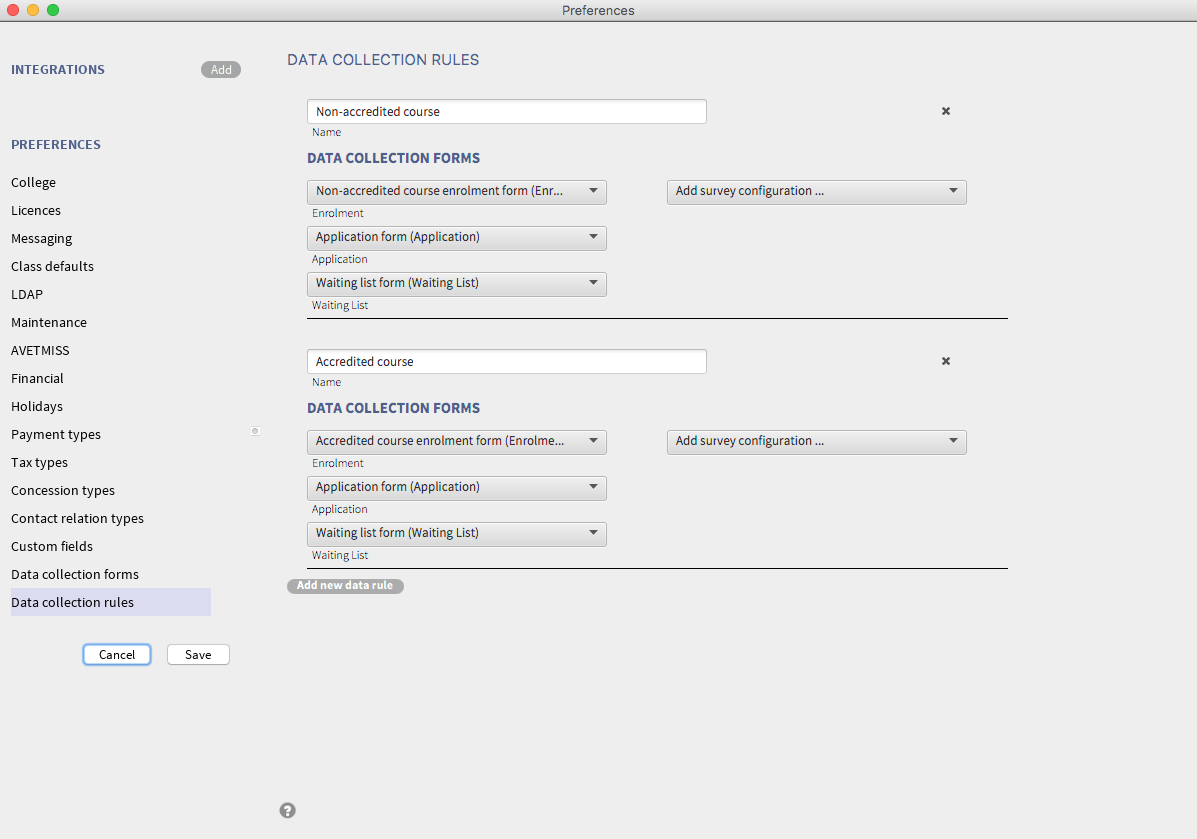 Preferences
INTEGRATIONS
Add
PREFERENCES
College
Licences
Messaging
Class defaults
LDAP
Maintenance
AVETMISS
Financial
Holidays
Payment types
Tax types
Concession types
Contact relation types
Custom fields
Data collection forms
Data collection rules
Cancel
Save
DATA COLLECTION RULES
Non-accredited course
Name
DATA COLLECTION FORMS
Non-accredited course enrolment form (Enr...
Add survey configuration ...
Enrolment
Application form (Application)
Application
Waiting list form (Waiting List)
Waiting List
Accredited course
Name
DATA COLLECTION FORMS
Accredited course enrolment form (Enrolme...
Add survey configuration ...
Enrolment
Application form (Application)
Application
Waiting list form (Waiting List)
Waiting List
Add new data rule
?